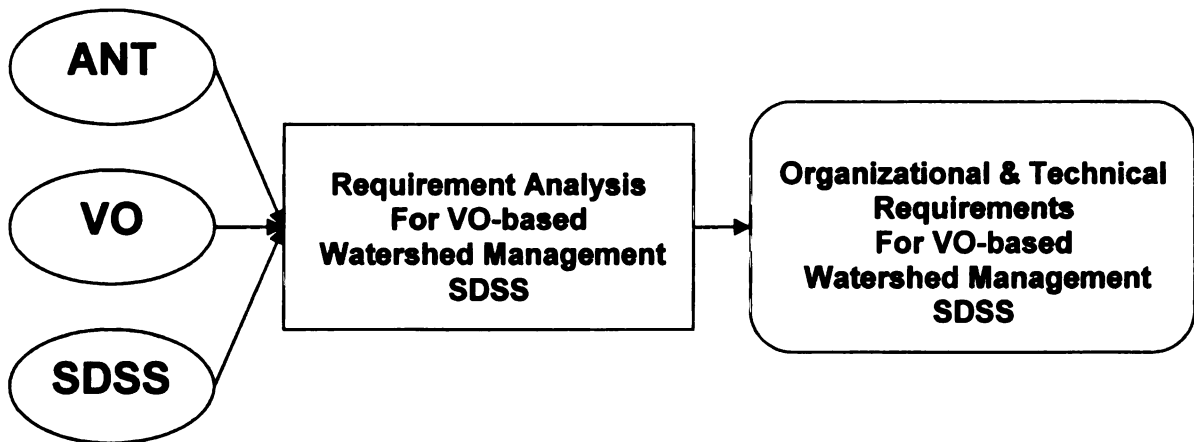 ANT
VO
SDSS
Requirement Analysis
For VO-based
Watershed Management
SDSS
Organizational & Technical
Requirements
For VO-based
Watershed Management
SDSS